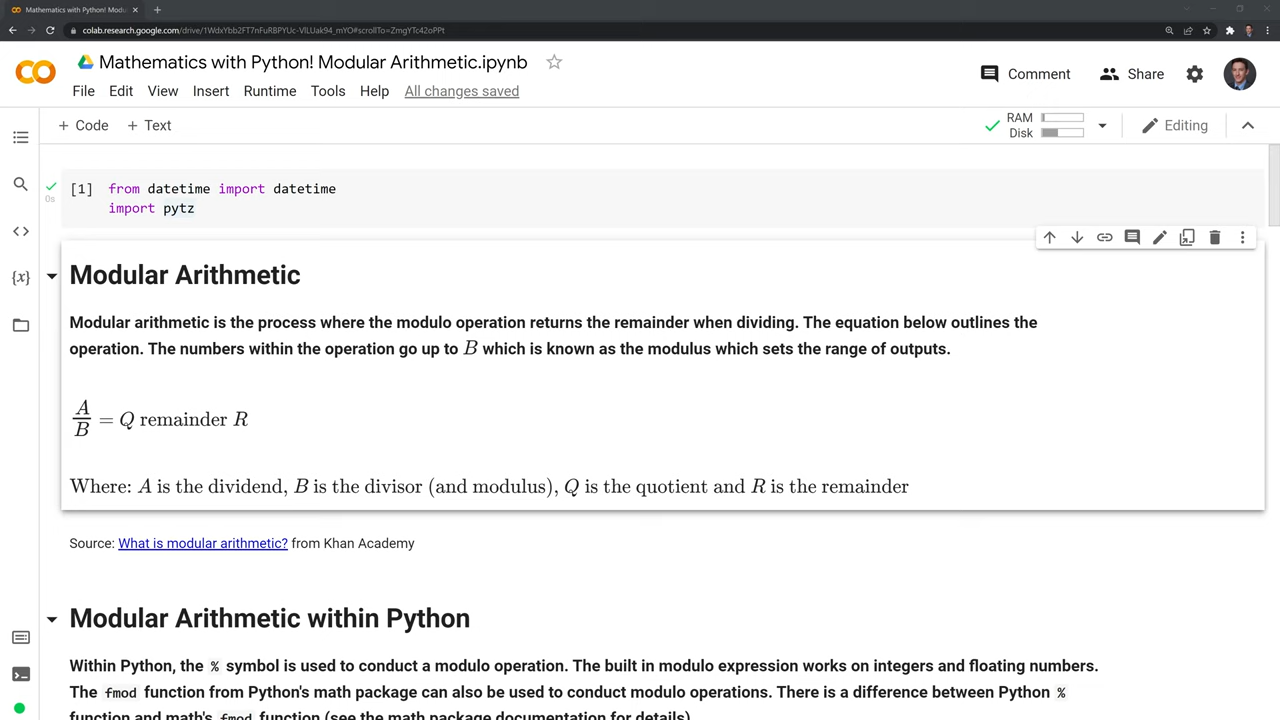 Mathematics with Python! Modu
colab.research.google.com/drive/1WdxYbb2FT7nFuRBPYUc-VlLUak94_mYO#scrollTo=ZmgYTc42oPPt
Mathematics with Python! Modular Arithmetic.ipynb
Comment
Share
File Edit View Insert Runtime Tools Help All changes saved
+ Code + Text
RAM
Disk
Editing
[1] from datetime import datetime
0s
import pytz
Modular Arithmetic
Modular arithmetic is the process where the modulo operation returns the remainder when dividing. The equation below outlines the
operation. The numbers within the operation go up to B which is known as the modulus which sets the range of outputs.
A/B = Q remainder R
Where: A is the dividend, B is the divisor (and modulus), Q is the quotient and R is the remainder
Source: What is modular arithmetic? from Khan Academy
Modular Arithmetic within Python
Within Python, the % symbol is used to conduct a modulo operation. The built in modulo expression works on integers and floating numbers.
The fmod function from Python's math package can also be used to conduct modulo operations. There is a difference between Python %
function and math's fmod function (see the math package documentation for details)